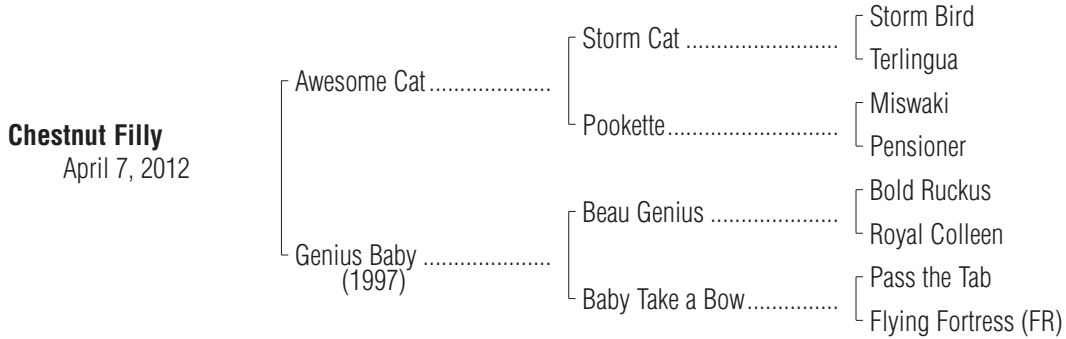 Chestnut Filly
April 7, 2012
Awesome Cat....................
Genius Baby .....................
(1997)
Storm Cat .........................
Pookette............................
Beau Genius .....................
Baby Take a Bow...............
Storm Bird
Terlingua
Miswaki
Pensioner
Bold Ruckus
Royal Colleen
Pass the Tab
Flying Fortress (FR)